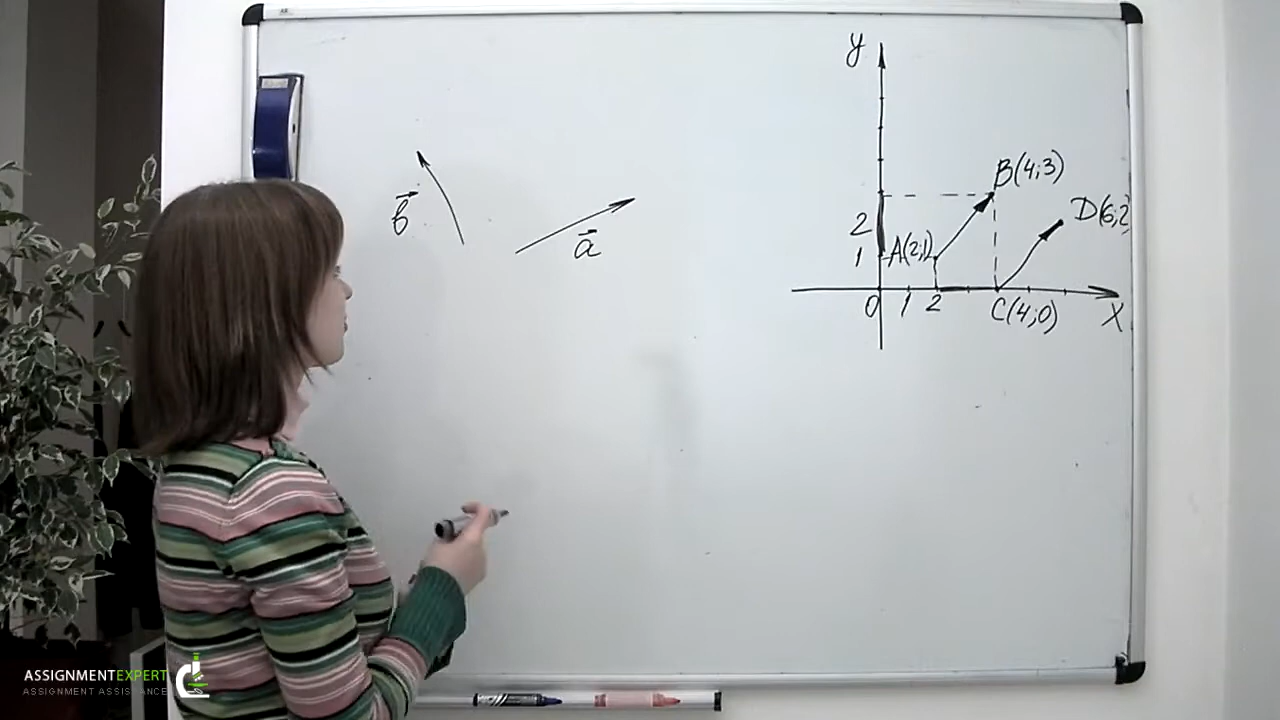 y
B(4;3)
D(6;2
b⃗
a⃗
2
1
A(2;1)
0 1 2
C(4;0)
X
ASSIGNMENTEXPERT
ASSIGNMENT ASSISTANCE